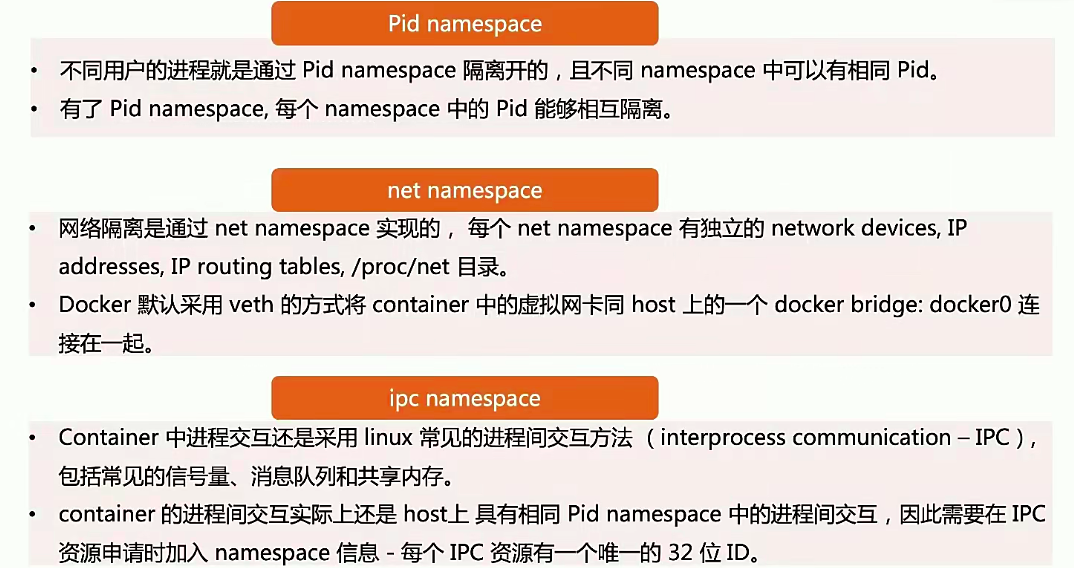 Pid namespace
• 不同用户的进程就是通过 Pid namespace 隔离开的，且不同 namespace 中可以有相同 Pid。
• 有了 Pid namespace, 每个 namespace 中的 Pid 能够相互隔离。
net namespace
• 网络隔离是通过 net namespace 实现的， 每个 net namespace 有独立的 network devices, IP
addresses, IP routing tables, /proc/net 目录。
• Docker 默认采用 veth 的方式将 container 中的虚拟网卡同 host 上的一个 docker bridge: docker0 连
接在一起。
ipc namespace
• Container 中进程交互还是采用 linux 常见的进程间交互方法 （interprocess communication – IPC），
包括常见的信号量、消息队列和共享内存。
• container 的进程间交互实际上还是 host上 具有相同 Pid namespace 中的进程间交互，因此需要在 IPC
资源申请时加入 namespace 信息 - 每个 IPC 资源有一个唯一的 32 位 ID。